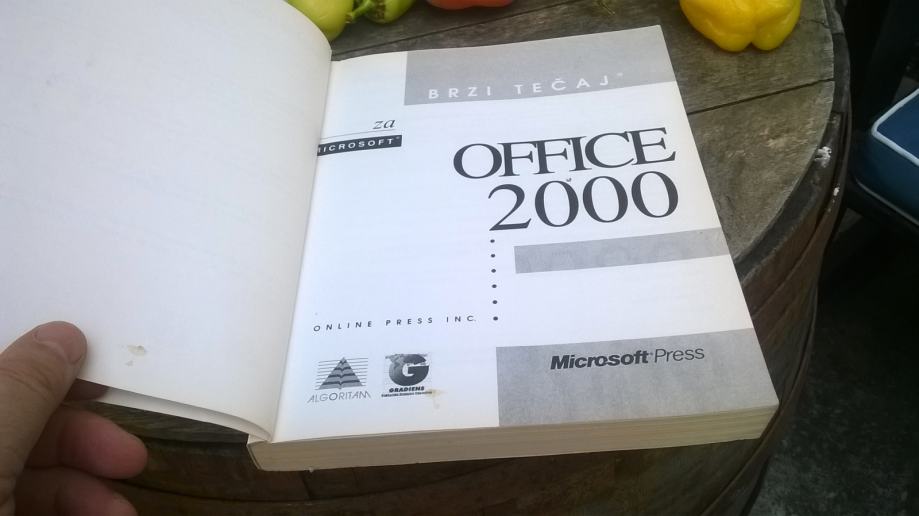 BRZI TEČAJ
za
MICROSOFT
OFFICE
2000
ONLINE PRESS INC.
ALGORITAM
G
GRADIENS
Microsoft Press